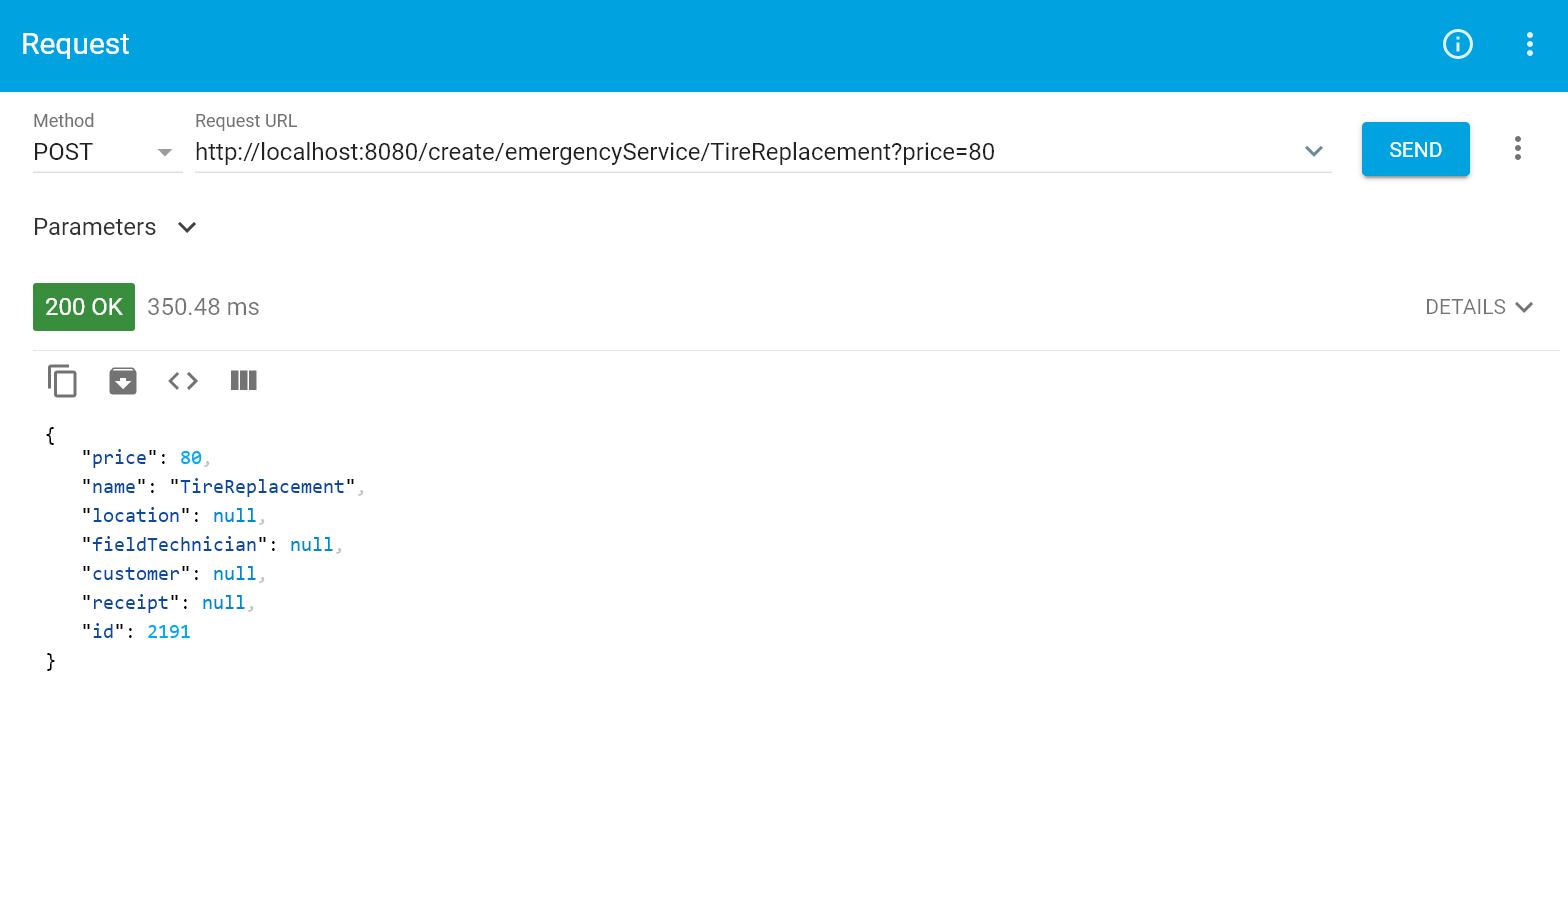 Request
Method
Request URL
POST
http://localhost:8080/create/emergencyService/TireReplacement?price=80
SEND
Parameters
200 OK
350.48 ms
DETAILS
{
"price": 80,
"name": "TireReplacement",
"location": null,
"fieldTechnician": null,
"customer": null,
"receipt": null,
"id": 2191
}